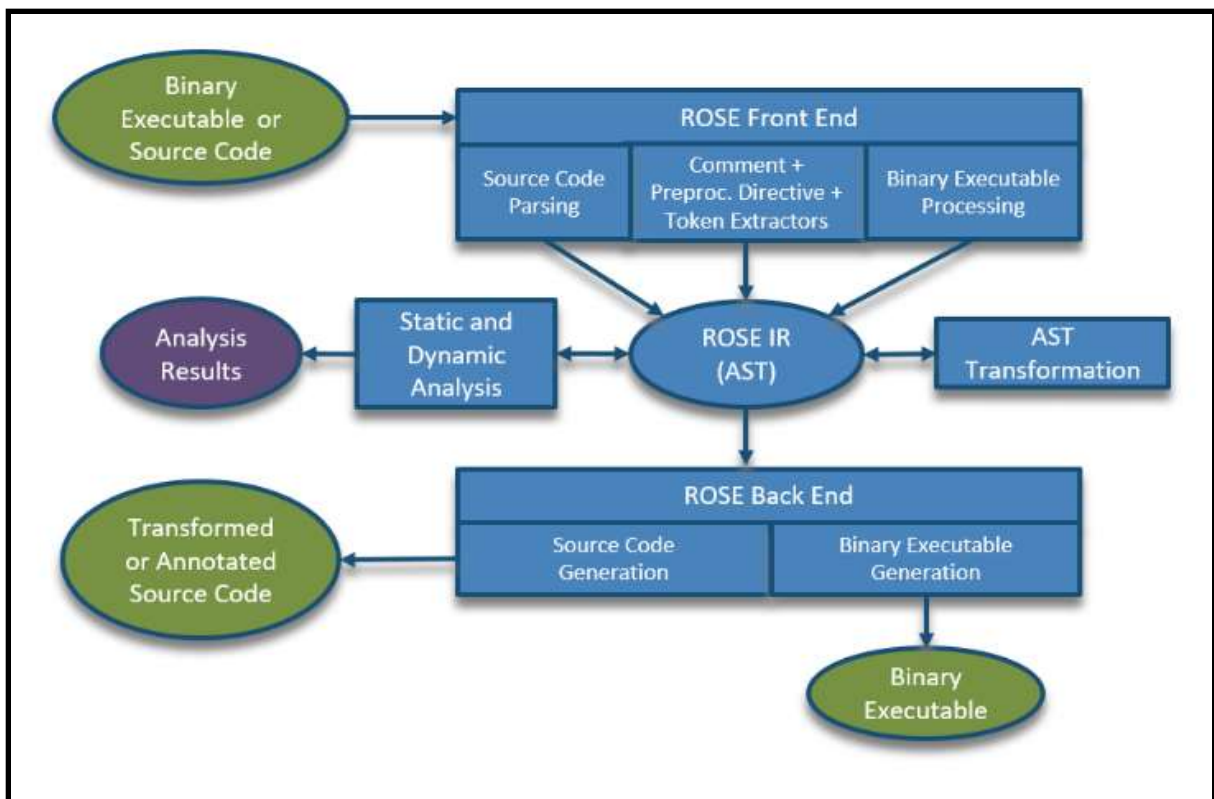 Binary
Executable or
Source Code
ROSE Front End
Source Code
Parsing
Comment +
Preproc. Directive +
Token Extractors
Binary Executable
Processing
Analysis
Results
Static and
Dynamic
Analysis
ROSE IR
(AST)
AST
Transformation
ROSE Back End
Source Code
Generation
Binary Executable
Generation
Transformed
or Annotated
Source Code
Binary
Executable